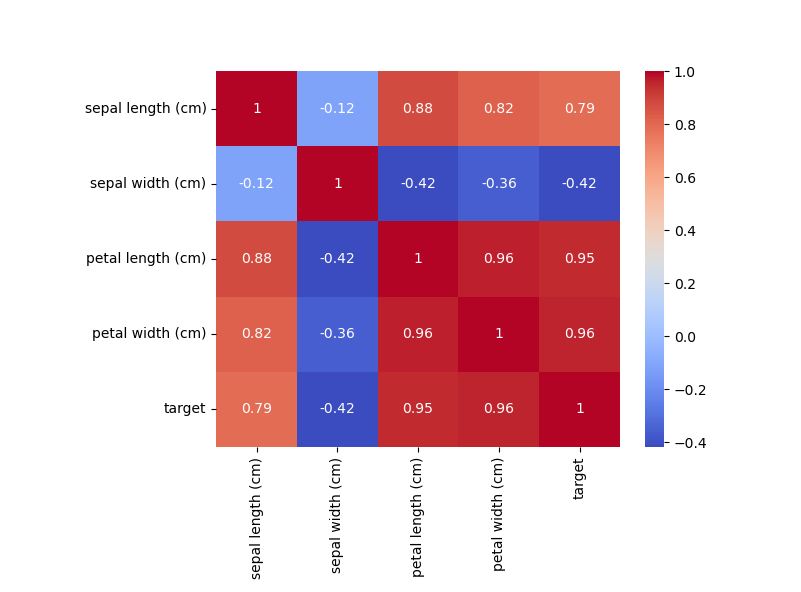 sepal length (cm) 1 -0.12 0.88 0.82 0.79
sepal width (cm) -0.12 1 -0.42 -0.36 -0.42
petal length (cm) 0.88 -0.42 1 0.96 0.95
petal width (cm) 0.82 -0.36 0.96 1 0.96
target 0.79 -0.42 0.95 0.96 1
sepal length (cm)
sepal width (cm)
petal length (cm)
petal width (cm)
target
1.0
0.8
0.6
0.4
0.2
0.0
−0.2
−0.4